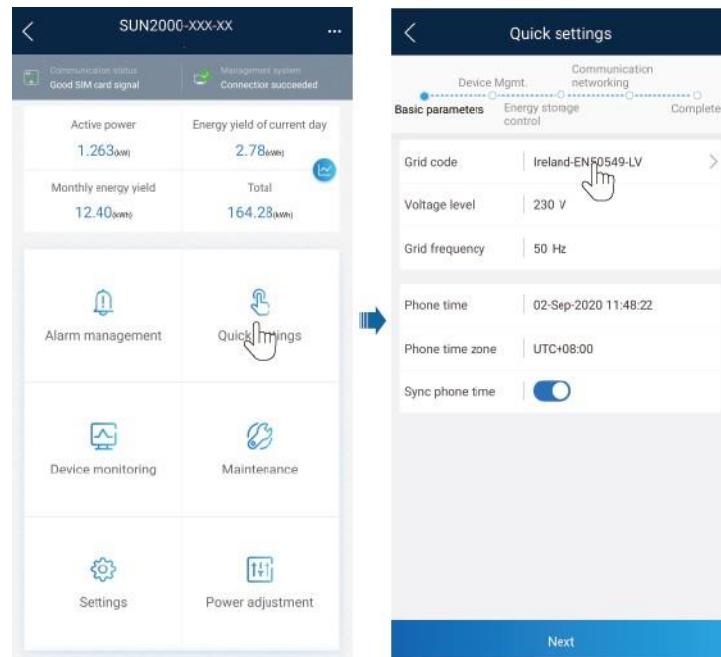 SUN2000-XXX-XX
...
Communication status
Good SIM card signal
Management system
Connection succeeded
Active power
1.263(kW)
Energy yield of current day
2.78(kWh)
Monthly energy yield
12.40(kWh)
Total
164.28(kWh)
Alarm management
Quick settings
Device monitoring
Maintenance
Settings
Power adjustment
Quick settings
Device Mgmt.
Communication
networking
Basic parameters
Energy storage
control
Complete
Grid code
Ireland-EN50549-LV
Voltage level
230 V
Grid frequency
50 Hz
Phone time
02-Sep-2020 11:48:22
Phone time zone
UTC+08:00
Sync phone time
Next